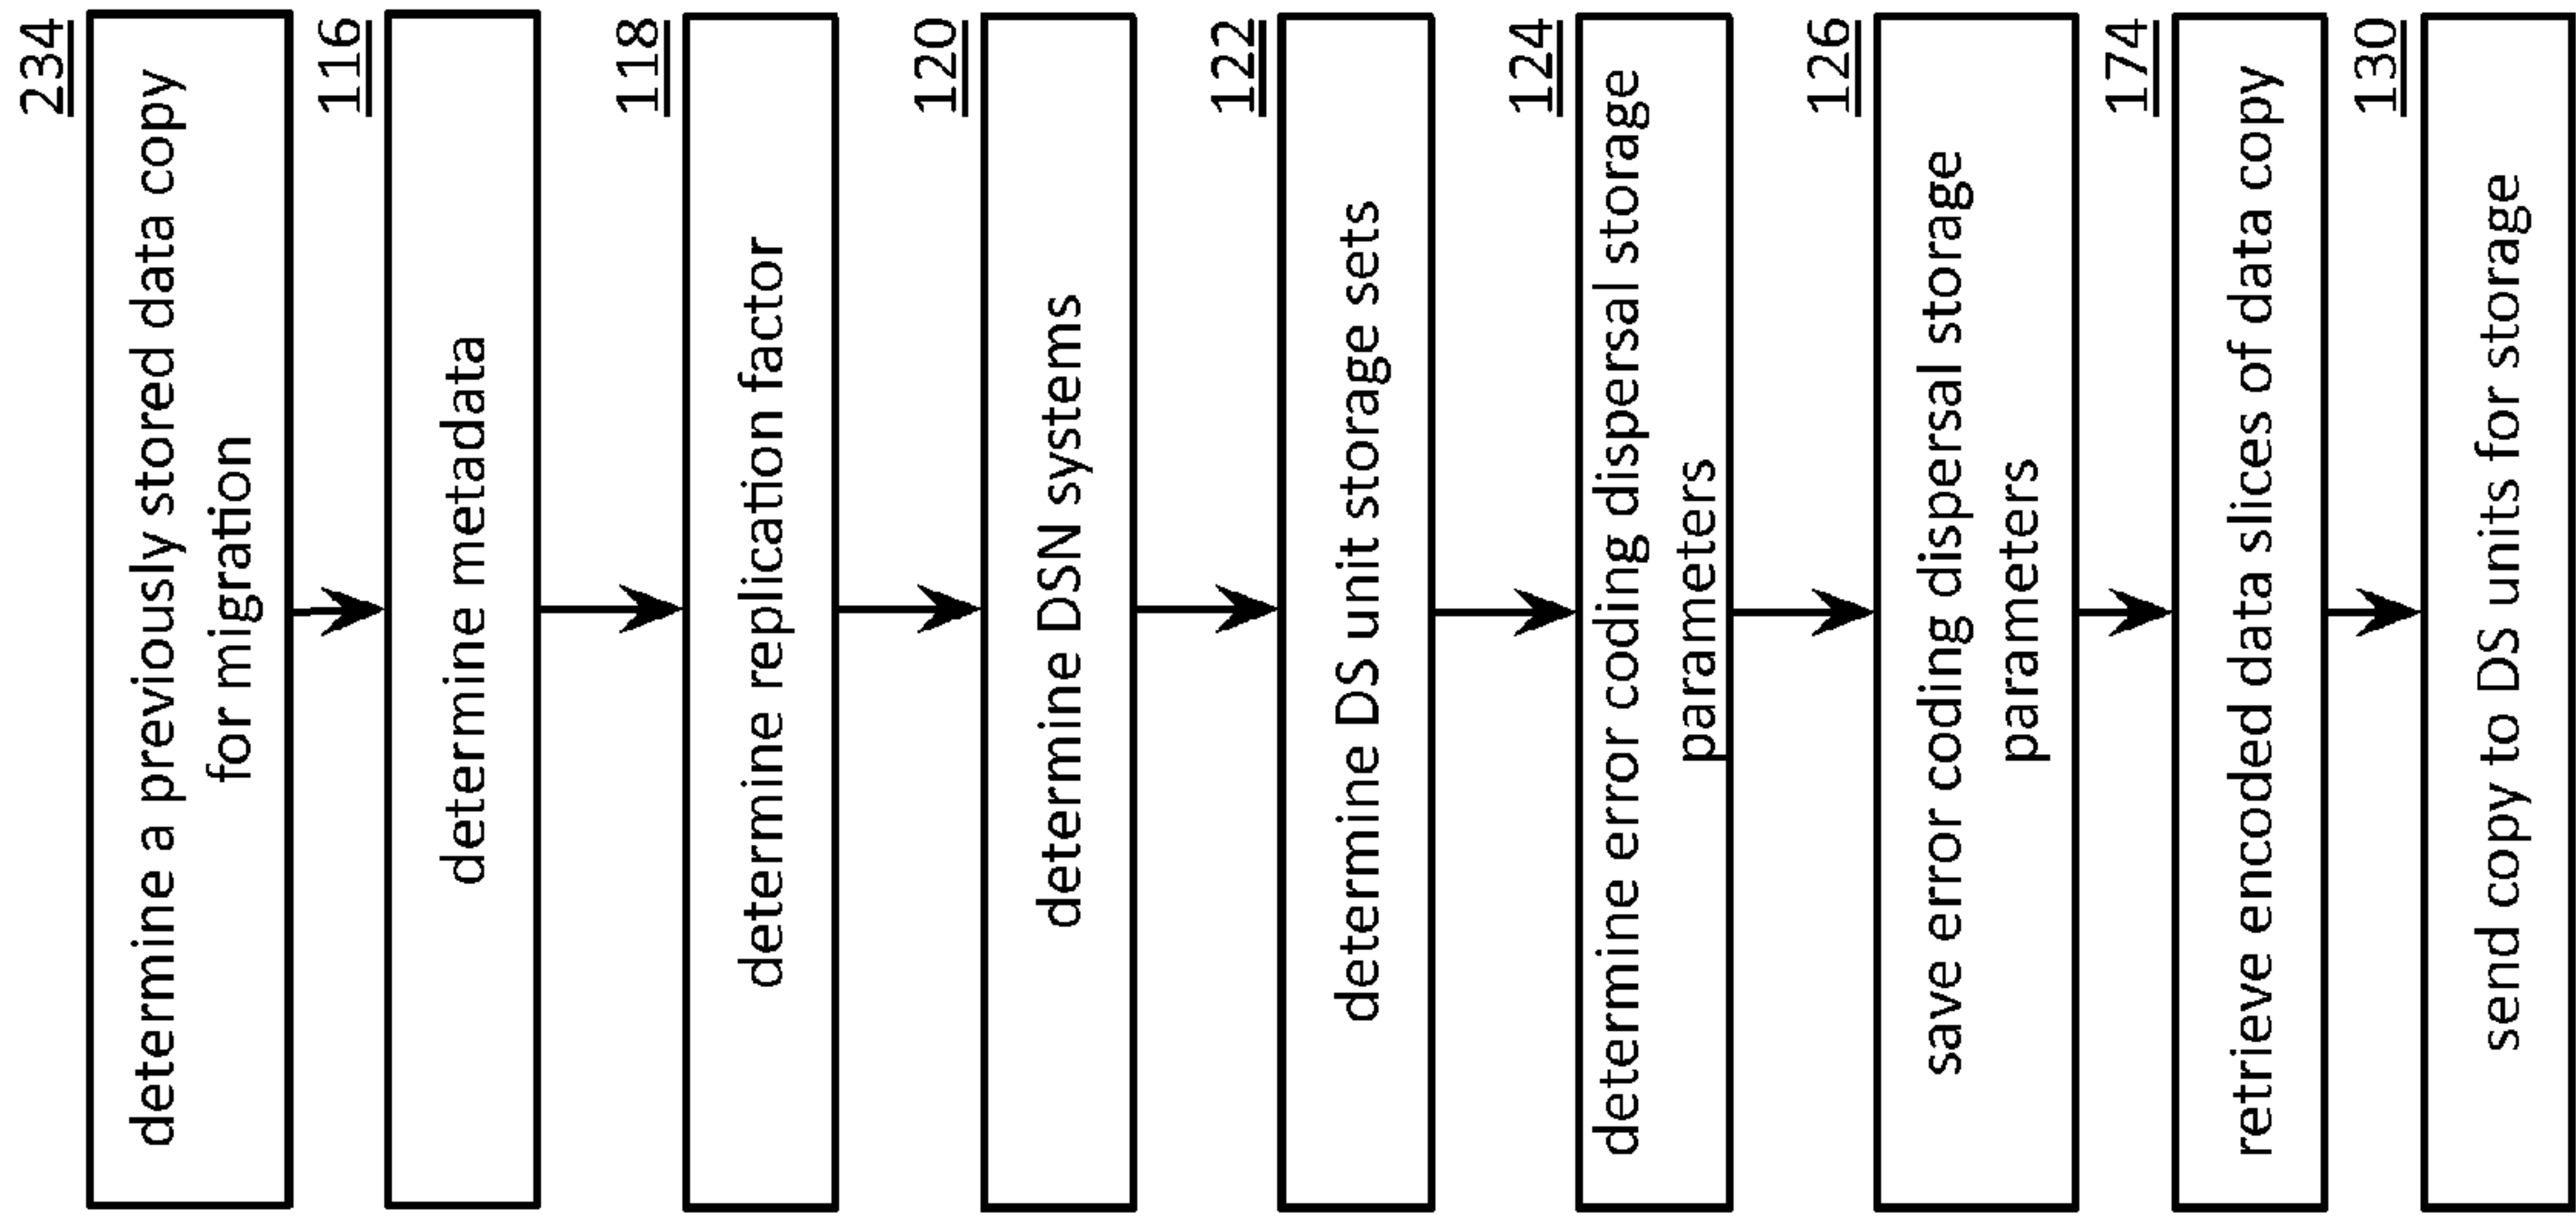 234
determine a previously stored data copy
for migration
116
determine metadata
118
determine replication factor
120
determine DSN systems
122
determine DS unit storage sets
124
determine error coding dispersal storage
parameters
126
save error coding dispersal storage
parameters
174
retrieve encoded data slices of data copy
130
send copy to DS units for storage